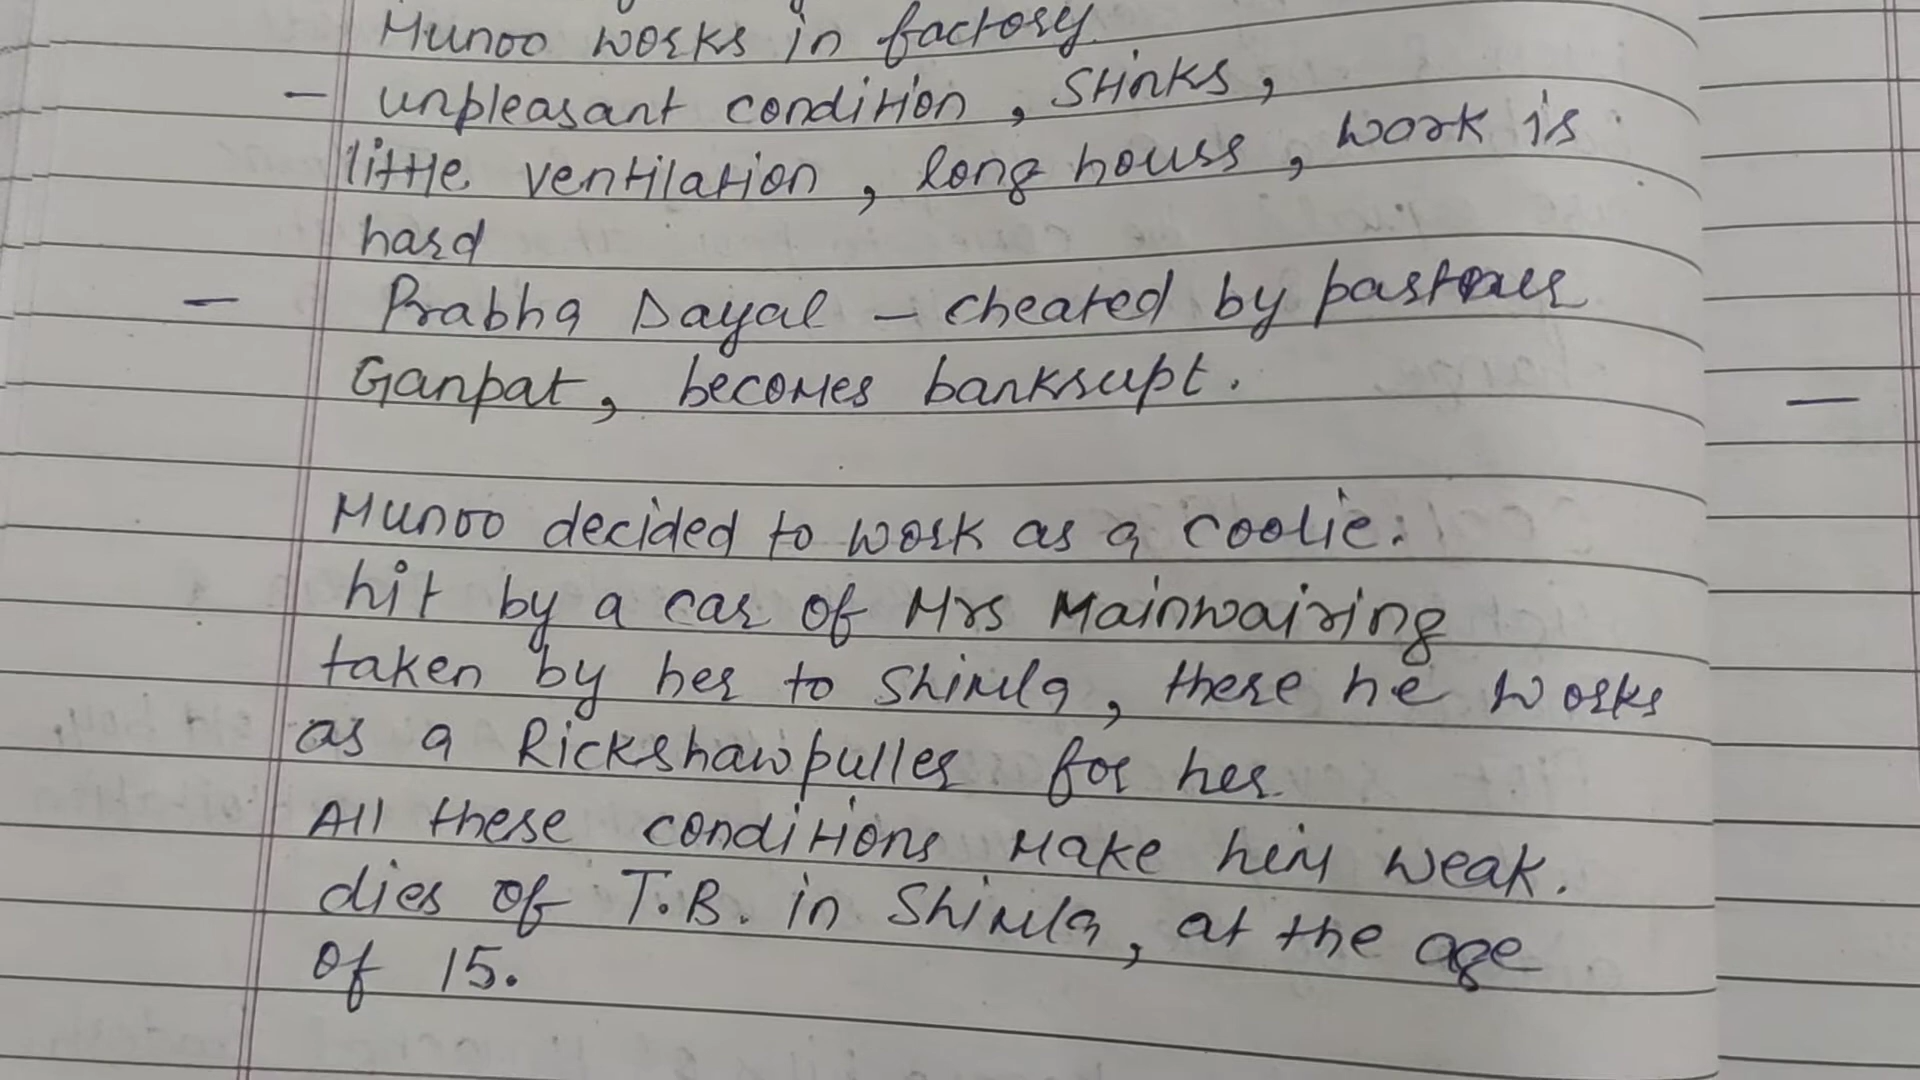 Munoo works in factory
– unpleasant condition, stinks,
little ventilation, long hours, work is
hard
– Prabha Dayal – cheated by partner
Ganpat, becomes bankrupt.
Munoo decided to work as a coolie.
hit by a car of Mrs Mainwairing
taken by her to Shimla, there he works
as a Rickshawpuller for her
All these conditions make him weak.
dies of T.B. in Shimla, at the age
of 15.